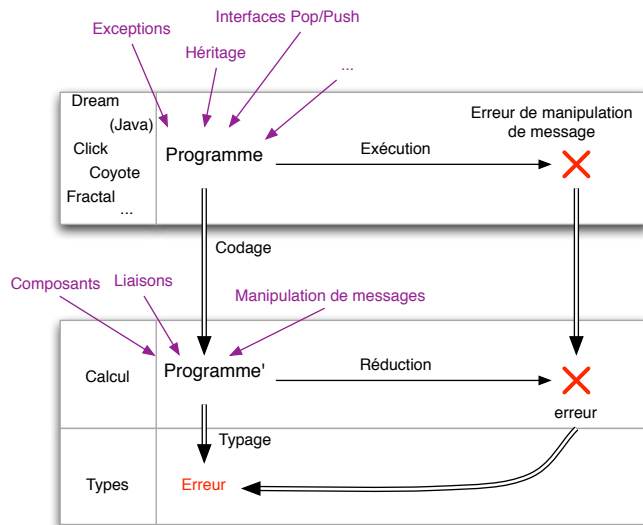 Interfaces Pop/Push
Exceptions
Héritage
...
Dream
(Java)
Click
Coyote
Fractal
...
Programme
Exécution
Erreur de manipulation
de message
Codage
Composants
Liaisons
Manipulation de messages
Calcul
Programme'
Réduction
erreur
Typage
Types
Erreur